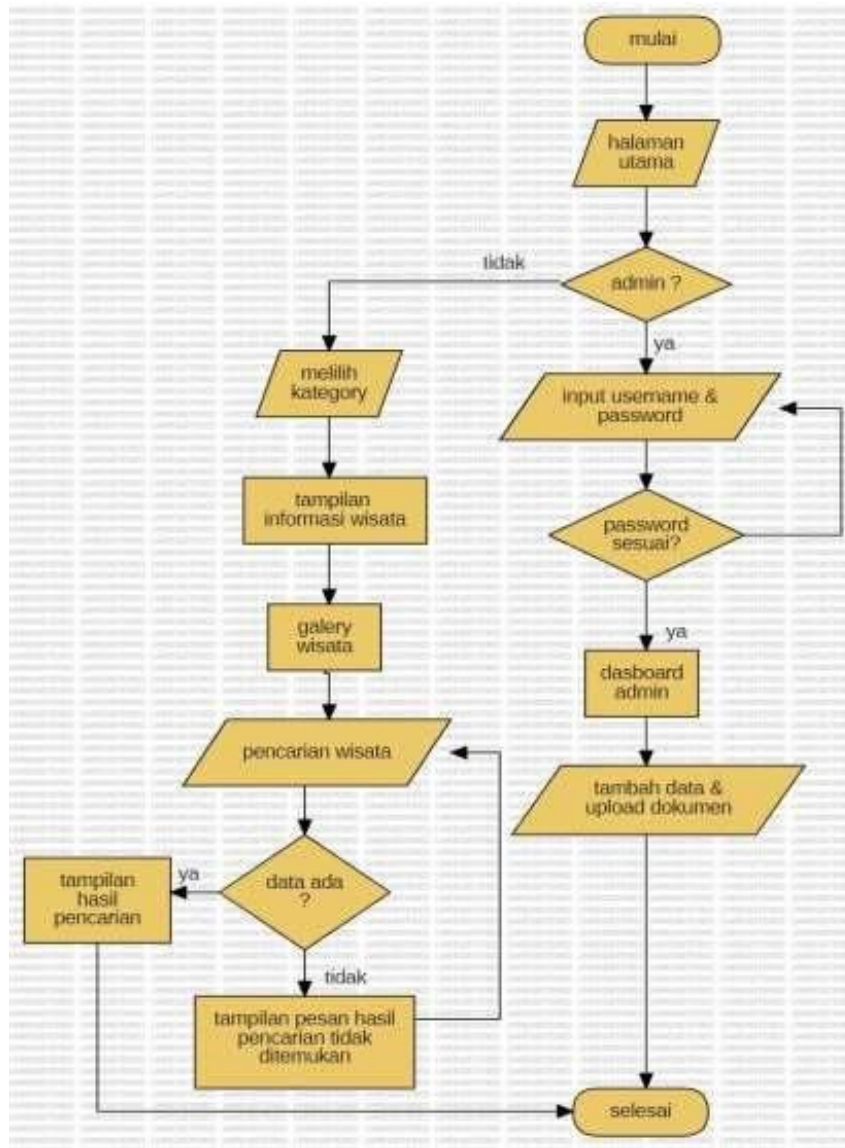 mulai
halaman
utama
admin ?
tidak
ya
melilih
kategory
input username &
password
tampilan
informasi wisata
password
sesuai?
galery
wisata
ya
dasboard
admin
pencarian wisata
tambah data &
upload dokumen
data ada
?
ya
tampilan
hasil
pencarian
tidak
tampilan pesan hasil
pencarian tidak
ditemukan
selesai